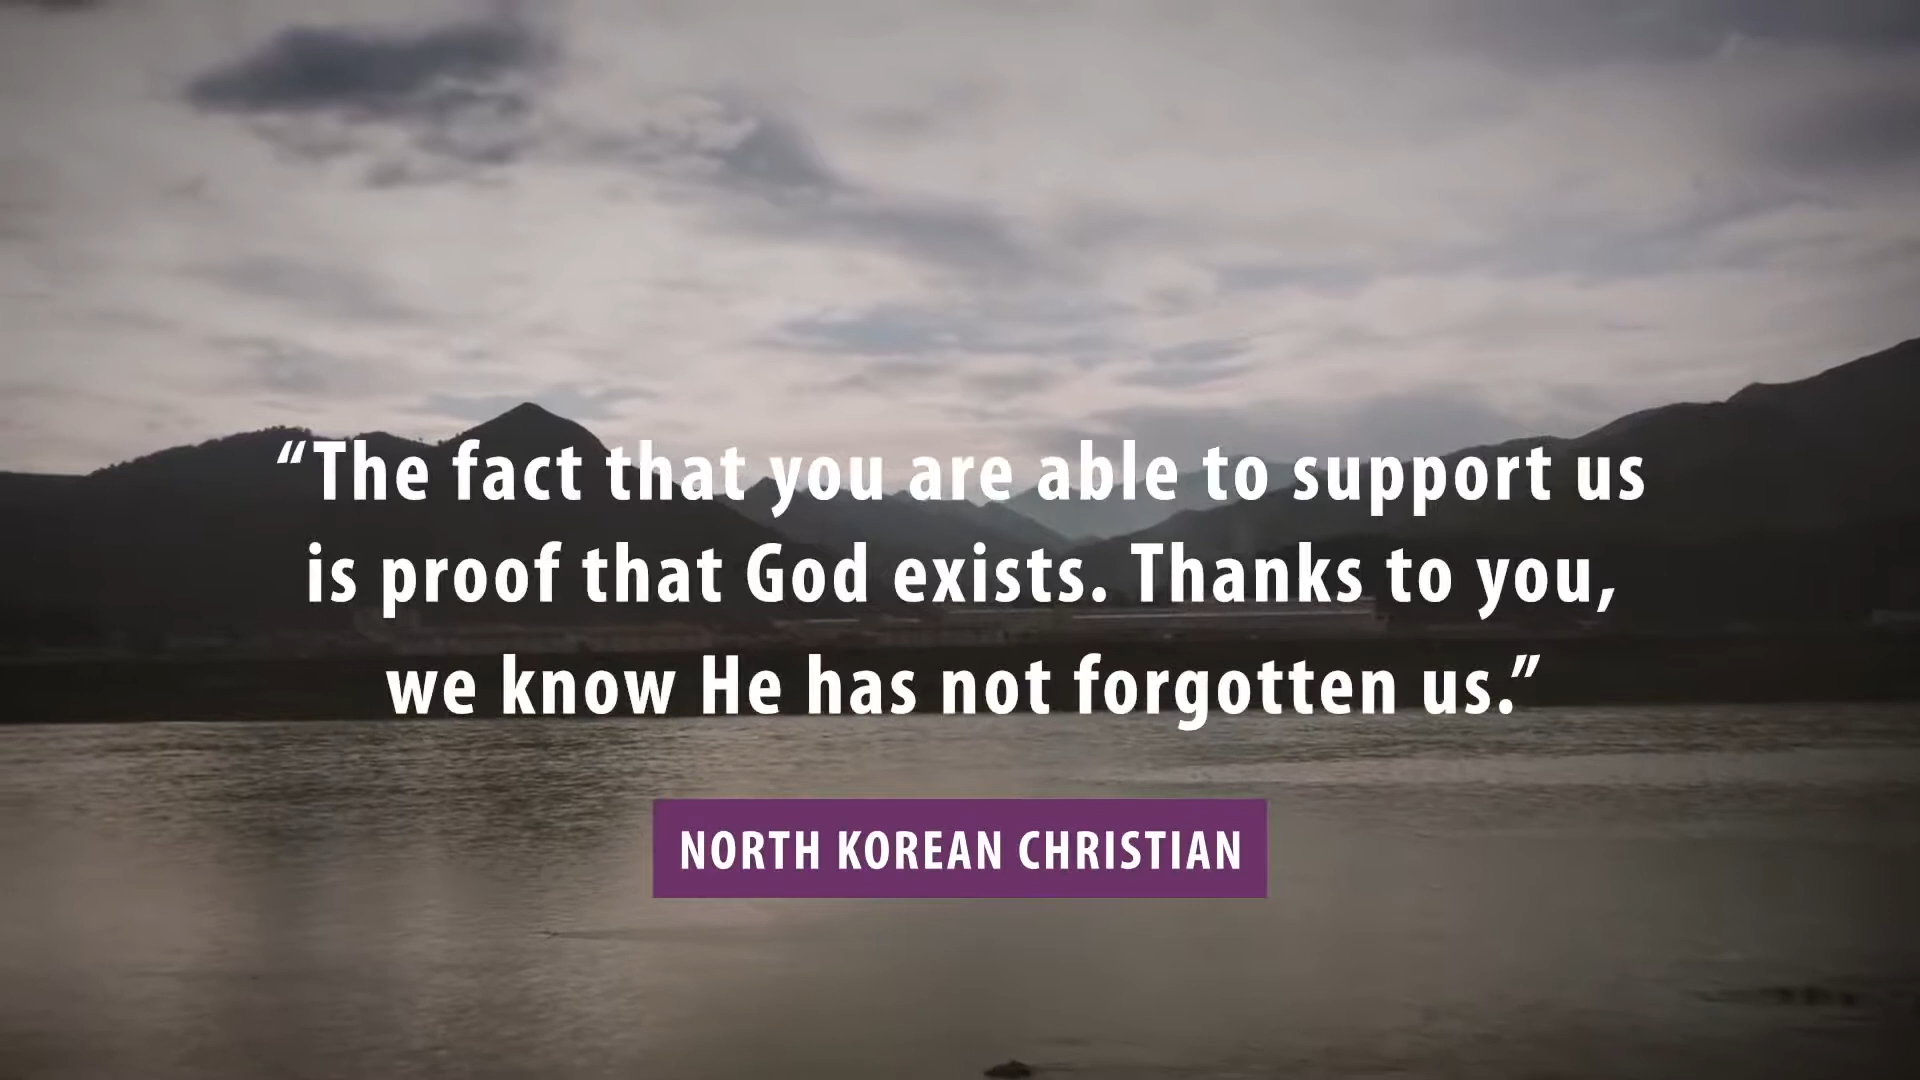 “The fact that you are able to support us
is proof that God exists. Thanks to you,
we know He has not forgotten us.”
NORTH KOREAN CHRISTIAN